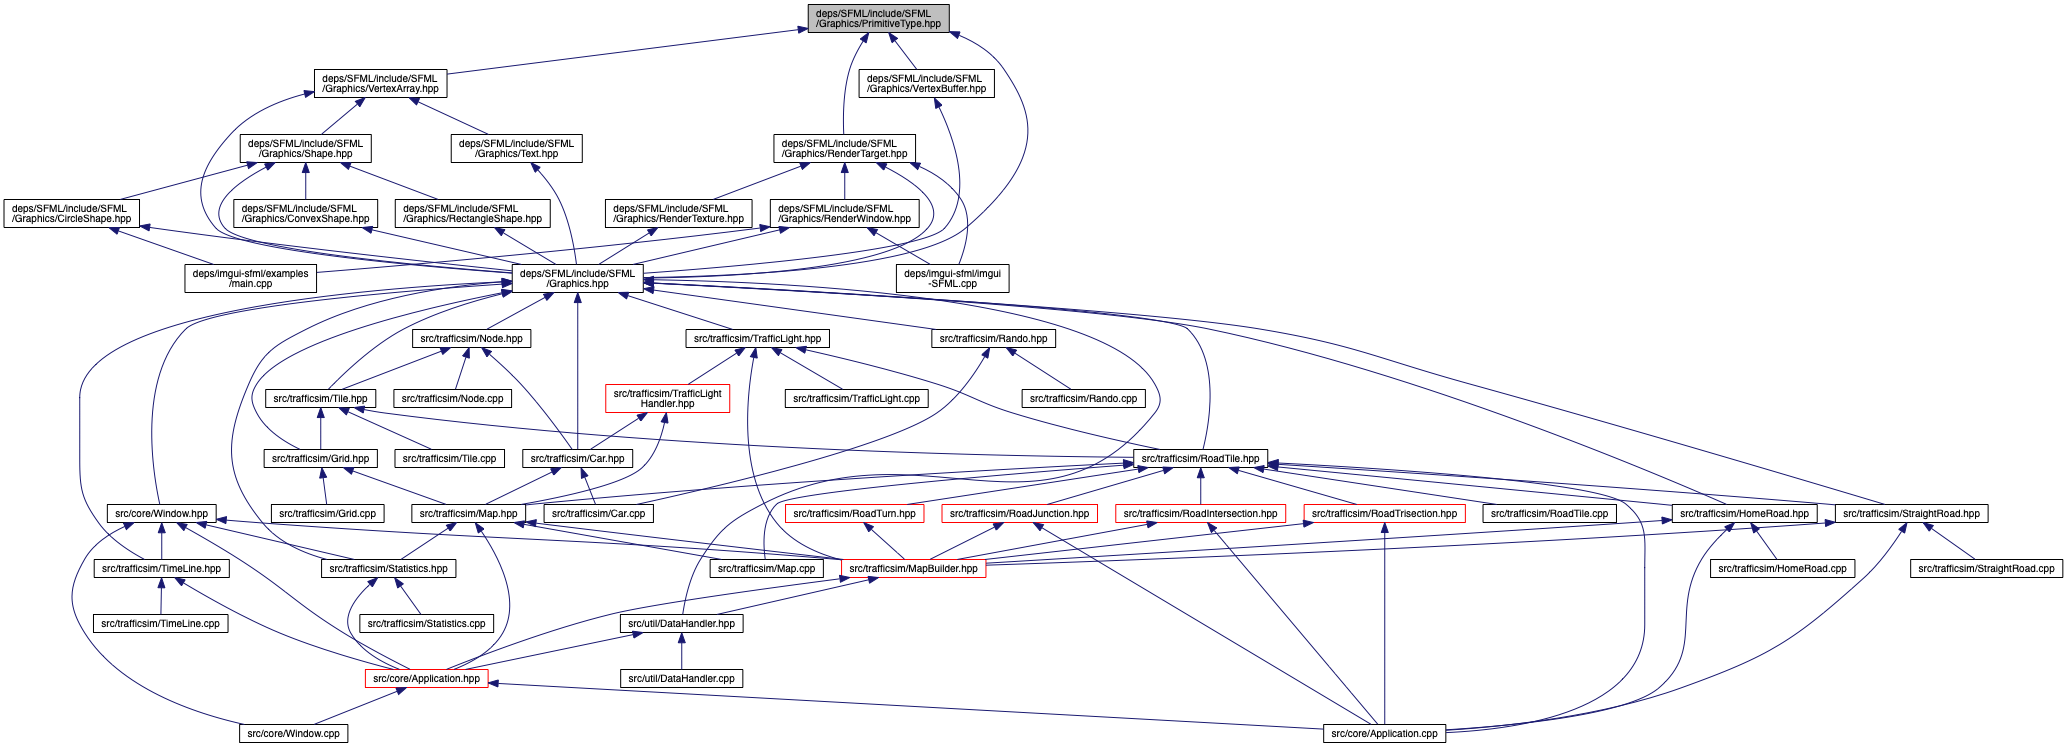 deps/SFML/include/SFML
/Graphics/PrimitiveType.hpp
deps/SFML/include/SFML
/Graphics/VertexArray.hpp
deps/SFML/include/SFML
/Graphics/VertexBuffer.hpp
deps/SFML/include/SFML
/Graphics/Shape.hpp
deps/SFML/include/SFML
/Graphics/Text.hpp
deps/SFML/include/SFML
/Graphics/RenderTarget.hpp
deps/SFML/include/SFML
/Graphics/CircleShape.hpp
deps/SFML/include/SFML
/Graphics/ConvexShape.hpp
deps/SFML/include/SFML
/Graphics/RectangleShape.hpp
deps/SFML/include/SFML
/Graphics/RenderTexture.hpp
deps/SFML/include/SFML
/Graphics/RenderWindow.hpp
deps/imgui-sfml/examples
/main.cpp
deps/SFML/include/SFML
/Graphics.hpp
deps/imgui-sfml/imgui
-SFML.cpp
src/trafficsim/Node.hpp
src/trafficsim/TrafficLight.hpp
src/trafficsim/Rando.hpp
src/trafficsim/Tile.hpp
src/trafficsim/Node.cpp
src/trafficsim/TrafficLight
Handler.hpp
src/trafficsim/TrafficLight.cpp
src/trafficsim/Rando.cpp
src/trafficsim/Grid.hpp
src/trafficsim/Tile.cpp
src/trafficsim/Car.hpp
src/trafficsim/RoadTile.hpp
src/core/Window.hpp
src/trafficsim/Grid.cpp
src/trafficsim/Map.hpp
src/trafficsim/Car.cpp
src/trafficsim/RoadTurn.hpp
src/trafficsim/RoadJunction.hpp
src/trafficsim/RoadIntersection.hpp
src/trafficsim/RoadTrisection.hpp
src/trafficsim/RoadTile.cpp
src/trafficsim/HomeRoad.hpp
src/trafficsim/StraightRoad.hpp
src/trafficsim/TimeLine.hpp
src/trafficsim/Statistics.hpp
src/trafficsim/Map.cpp
src/trafficsim/MapBuilder.hpp
src/trafficsim/HomeRoad.cpp
src/trafficsim/StraightRoad.cpp
src/trafficsim/TimeLine.cpp
src/trafficsim/Statistics.cpp
src/util/DataHandler.hpp
src/core/Application.hpp
src/util/DataHandler.cpp
src/core/Window.cpp
src/core/Application.cpp